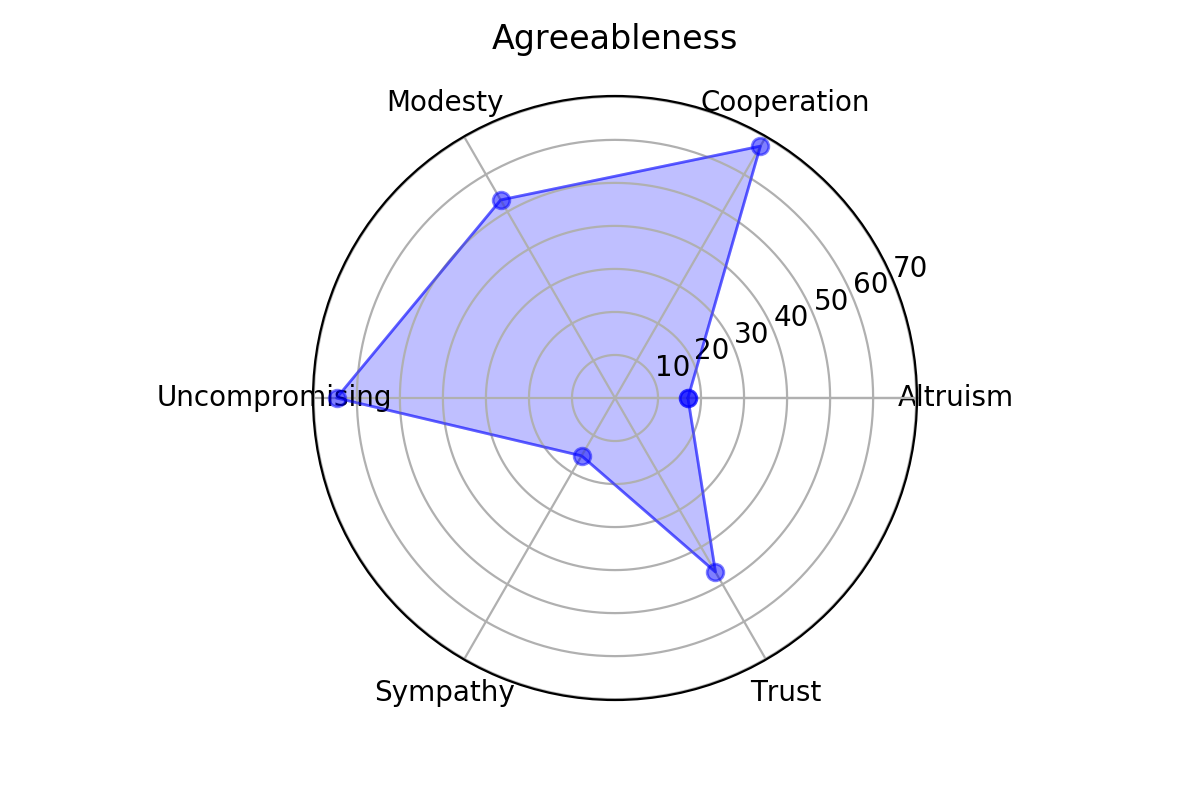 Agreeableness
Modesty
Cooperation
70
60
50
40
30
20
10
Uncompromising
Altruism
Sympathy
Trust